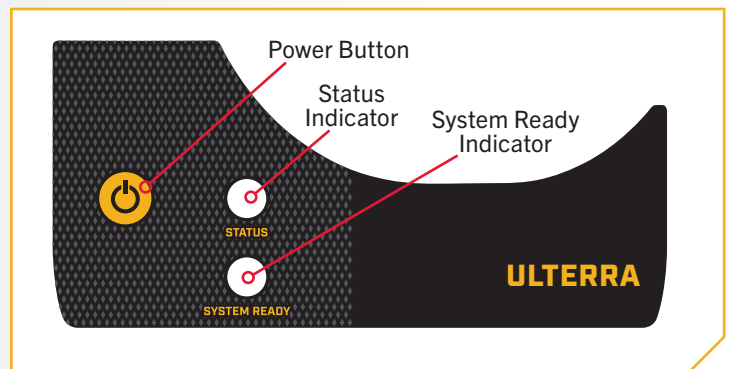 Power Button
Status
Indicator
System Ready
Indicator
STATUS
SYSTEM READY
ULTERRA